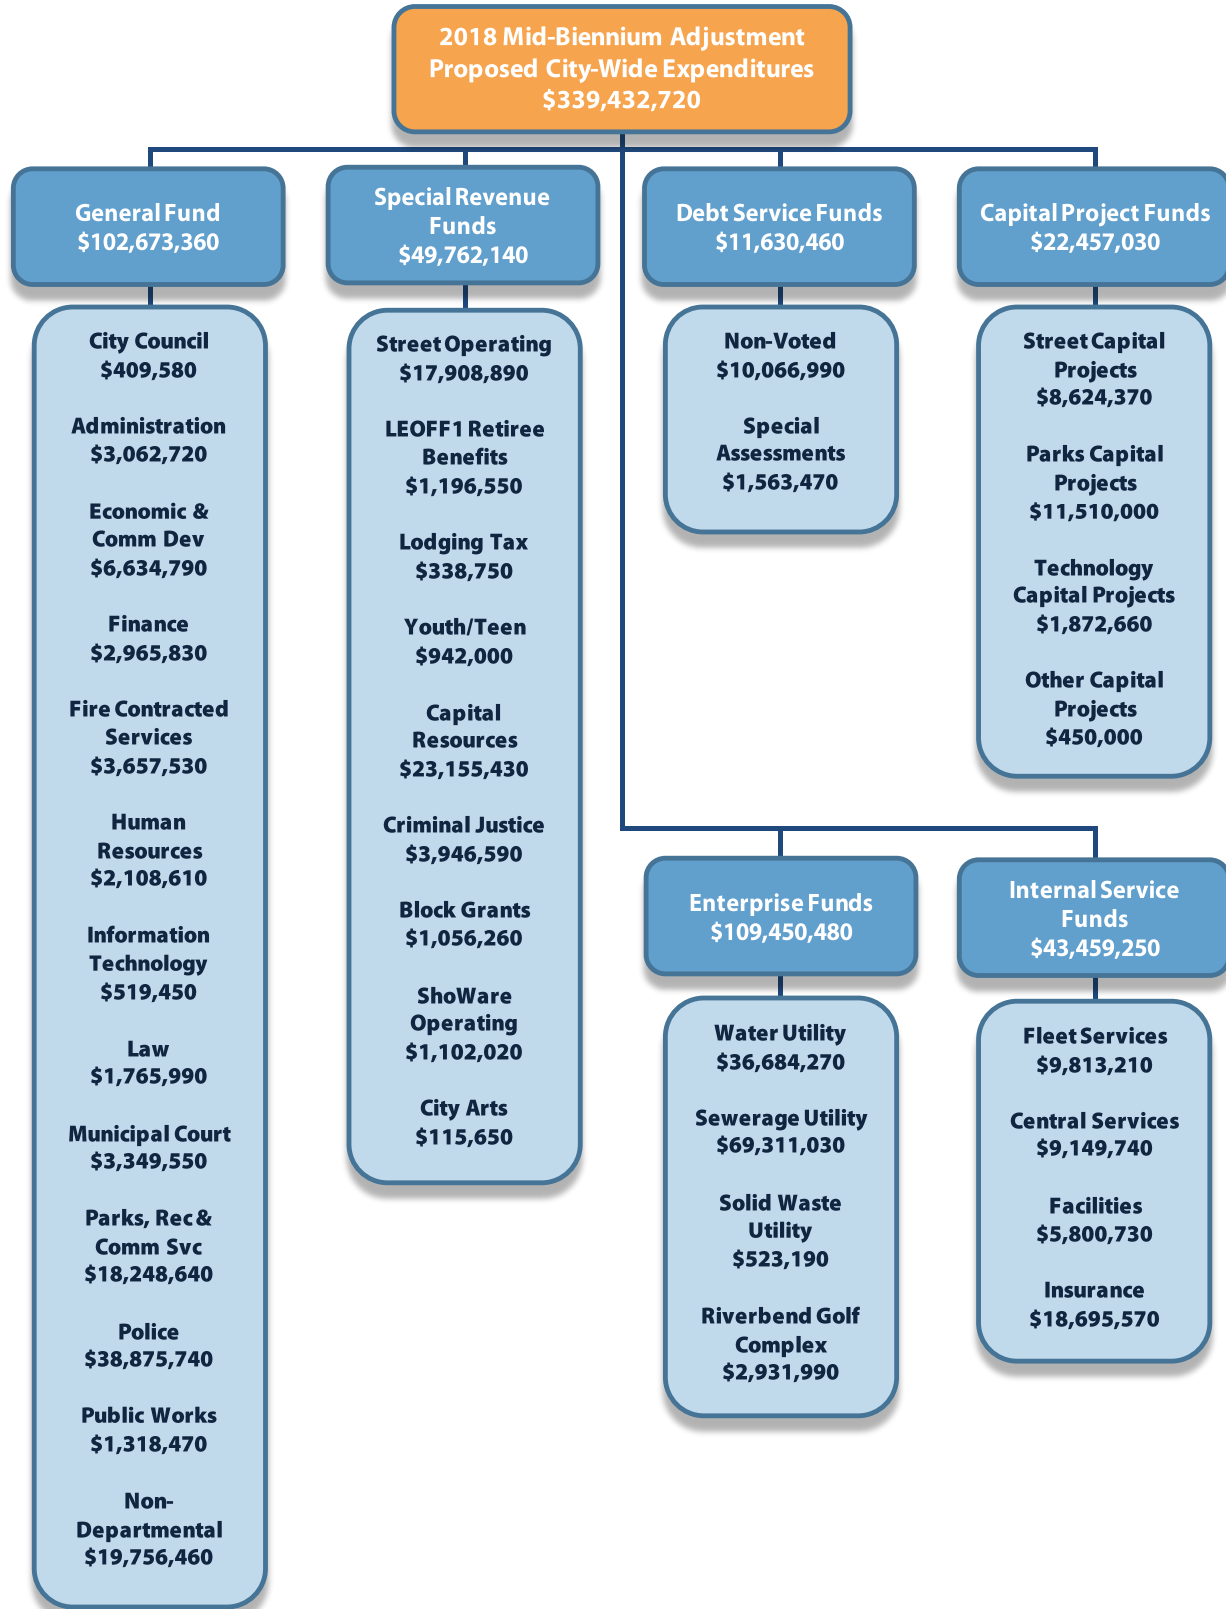 2018 Mid-Biennium Adjustment
Proposed City-Wide Expenditures
$339,432,720
General Fund
$102,673,360
City Council
$409,580
Administration
$3,062,720
Economic &
Comm Dev
$6,634,790
Finance
$2,965,830
Fire Contracted
Services
$3,657,530
Human
Resources
$2,108,610
Information
Technology
$519,450
Law
$1,765,990
Municipal Court
$3,349,550
Parks, Rec &
Comm Svc
$18,248,640
Police
$38,875,740
Public Works
$1,318,470
Non-
Departmental
$19,756,460
Special Revenue
Funds
$49,762,140
Street Operating
$17,908,890
LEOFF1 Retiree
Benefits
$1,196,550
Lodging Tax
$338,750
Youth/Teen
$942,000
Capital
Resources
$23,155,430
Criminal Justice
$3,946,590
Block Grants
$1,056,260
ShoWare
Operating
$1,102,020
City Arts
$115,650
Debt Service Funds
$11,630,460
Non-Voted
$10,066,990
Special
Assessments
$1,563,470
Capital Project Funds
$22,457,030
Street Capital
Projects
$8,624,370
Parks Capital
Projects
$11,510,000
Technology
Capital Projects
$1,872,660
Other Capital
Projects
$450,000
Enterprise Funds
$109,450,480
Water Utility
$36,684,270
Sewerage Utility
$69,311,030
Solid Waste
Utility
$523,190
Riverbend Golf
Complex
$2,931,990
Internal Service
Funds
$43,459,250
Fleet Services
$9,813,210
Central Services
$9,149,740
Facilities
$5,800,730
Insurance
$18,695,570